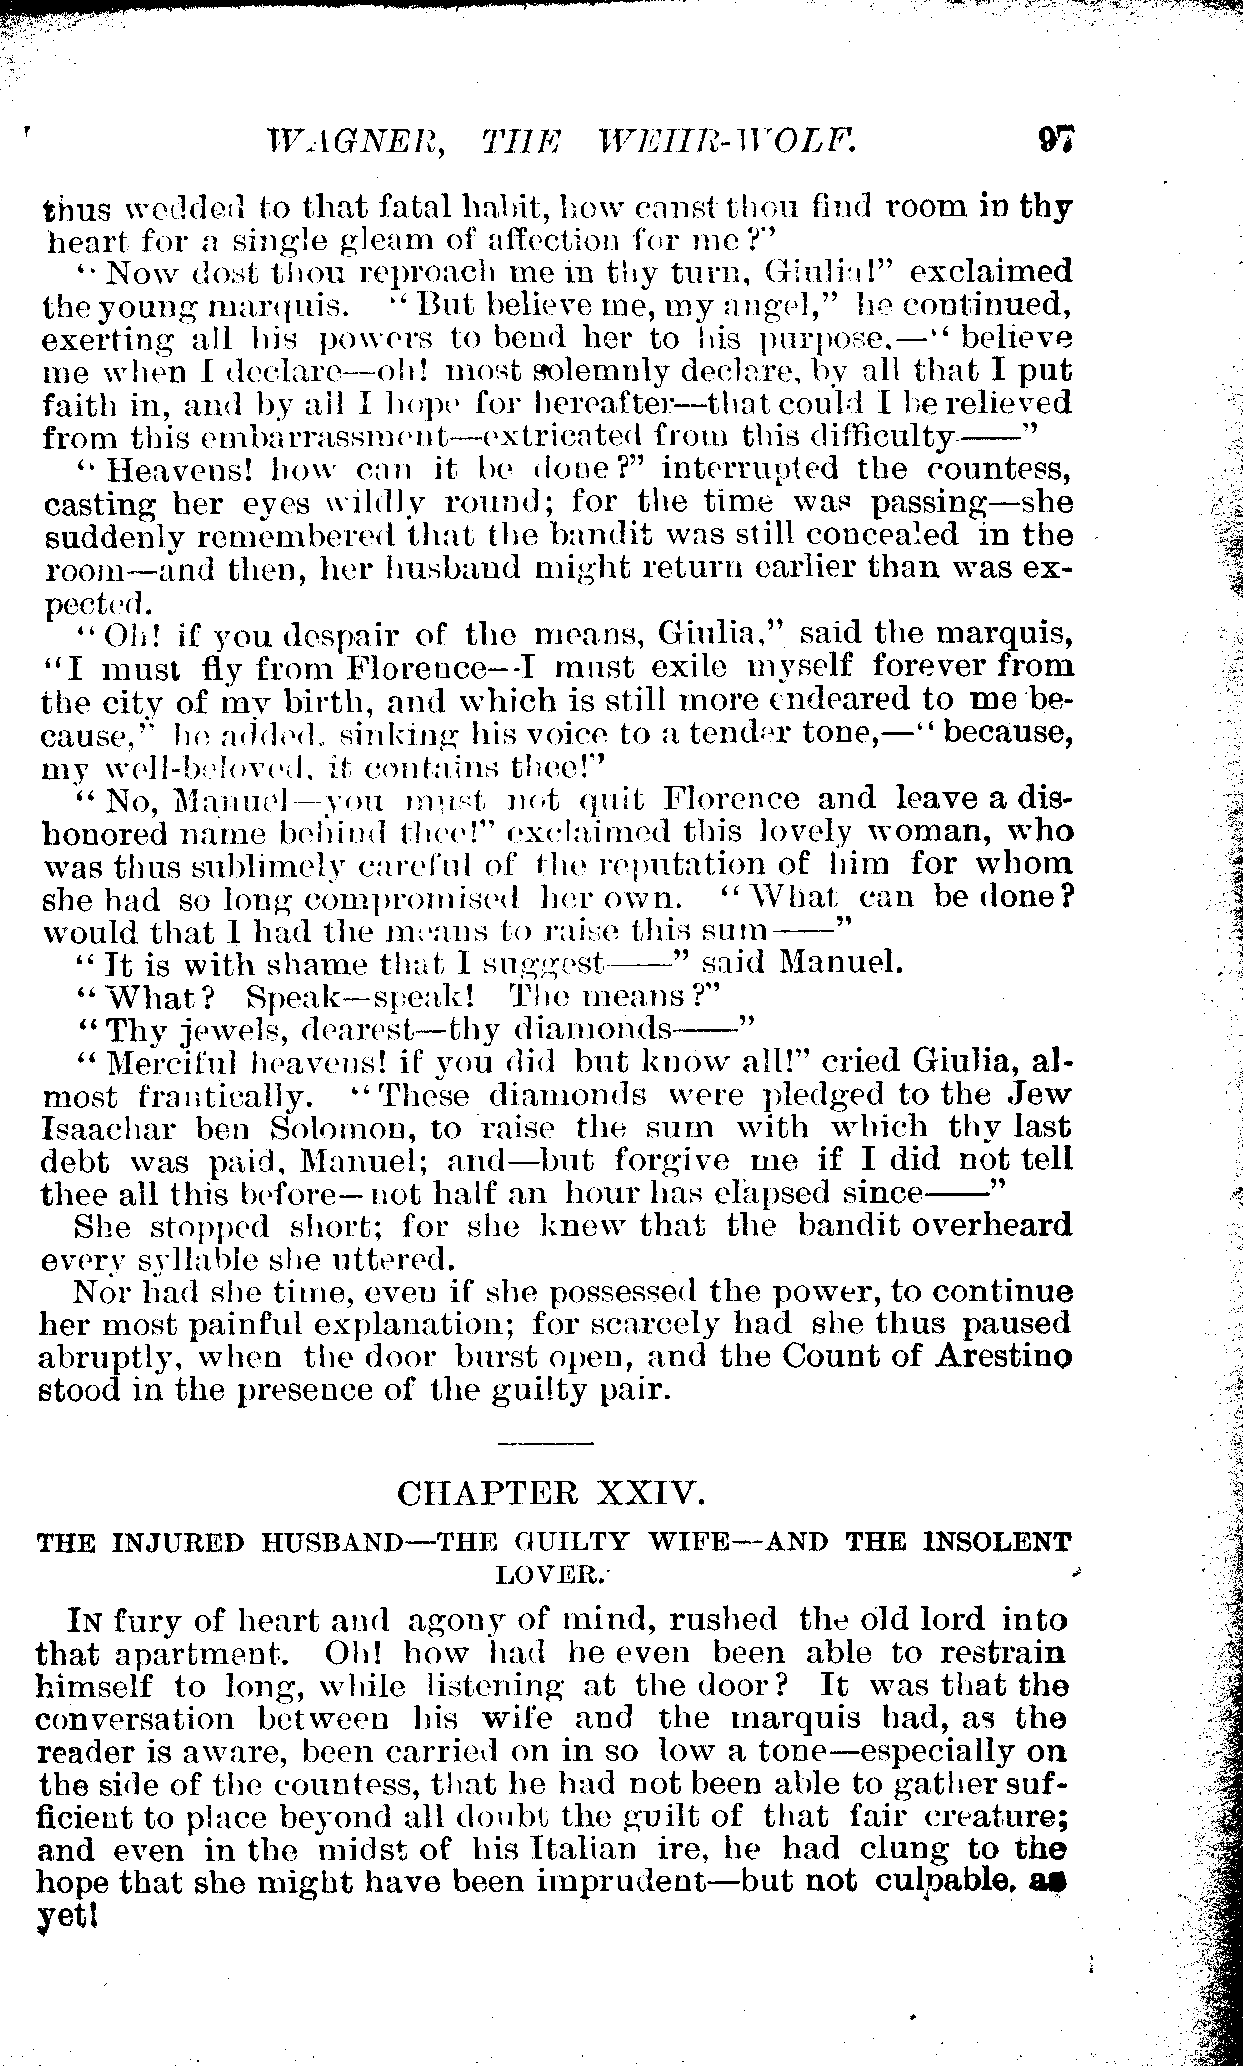 WAGNER, THE WEHR-WOLF. 97
thus wedded to that fatal habit, how canst thou find room in thy
heart for a single gleam of affection for me?"
"Now dost thou reproach me in thy turn, Giulia!" exclaimed
the young marquis. "But believe me, my angel," he continued,
exerting all his powers to bend her to his purpose,—"believe
me when I declare—oh! most solemnly declare, by all that I put
faith in, and by all I hope for hereafter—that could I be relieved
from this embarrassment—extricated from this difficulty——"
"Heavens! how can it be done?" interrupted the countess,
casting her eyes wildly round; for the time was passing—she
suddenly remembered that the bandit was still concealed in the
room—and then, her husband might return earlier than was ex-
pected.
"Oh! if you despair of the means, Giulia," said the marquis,
"I must fly from Florence—I must exile myself forever from
the city of my birth, and which is still more endeared to me be-
cause," he added, sinking his voice to a tender tone,—"because,
my well-beloved, it contains thee!"
"No, Manuel—you must not quit Florence and leave a dis-
honored name behind thee!" exclaimed this lovely woman, who
was thus sublimely careful of the reputation of him for whom
she had so long compromised her own. "What can be done?
would that I had the means to raise this sum——"
"It is with shame that I suggest——" said Manuel.
"What? Speak—speak! The means?"
"Thy jewels, dearest—thy diamonds——"
"Merciful heavens! if you did but know all!" cried Giulia, al-
most frantically. "These diamonds were pledged to the Jew
Isaachar ben Solomon, to raise the sum with which thy last
debt was paid, Manuel; and—but forgive me if I did not tell
thee all this before—not half an hour has elapsed since——"
She stopped short; for she knew that the bandit overheard
every syllable she uttered.
Nor had she time, even if she possessed the power, to continue
her most painful explanation; for scarcely had she thus paused
abruptly, when the door burst open, and the Count of Arestino
stood in the presence of the guilty pair.
CHAPTER XXIV.
THE INJURED HUSBAND—THE GUILTY WIFE—AND THE INSOLENT
LOVER.
IN fury of heart and agony of mind, rushed the old lord into
that apartment. Oh! how had he even been able to restrain
himself to long, while listening at the door? It was that the
conversation between his wife and the marquis had, as the
reader is aware, been carried on in so low a tone—especially on
the side of the countess, that he had not been able to gather suf-
ficient to place beyond all doubt the guilt of that fair creature;
and even in the midst of his Italian ire, he had clung to the
hope that she might have been imprudent—but not culpable, as
yet!